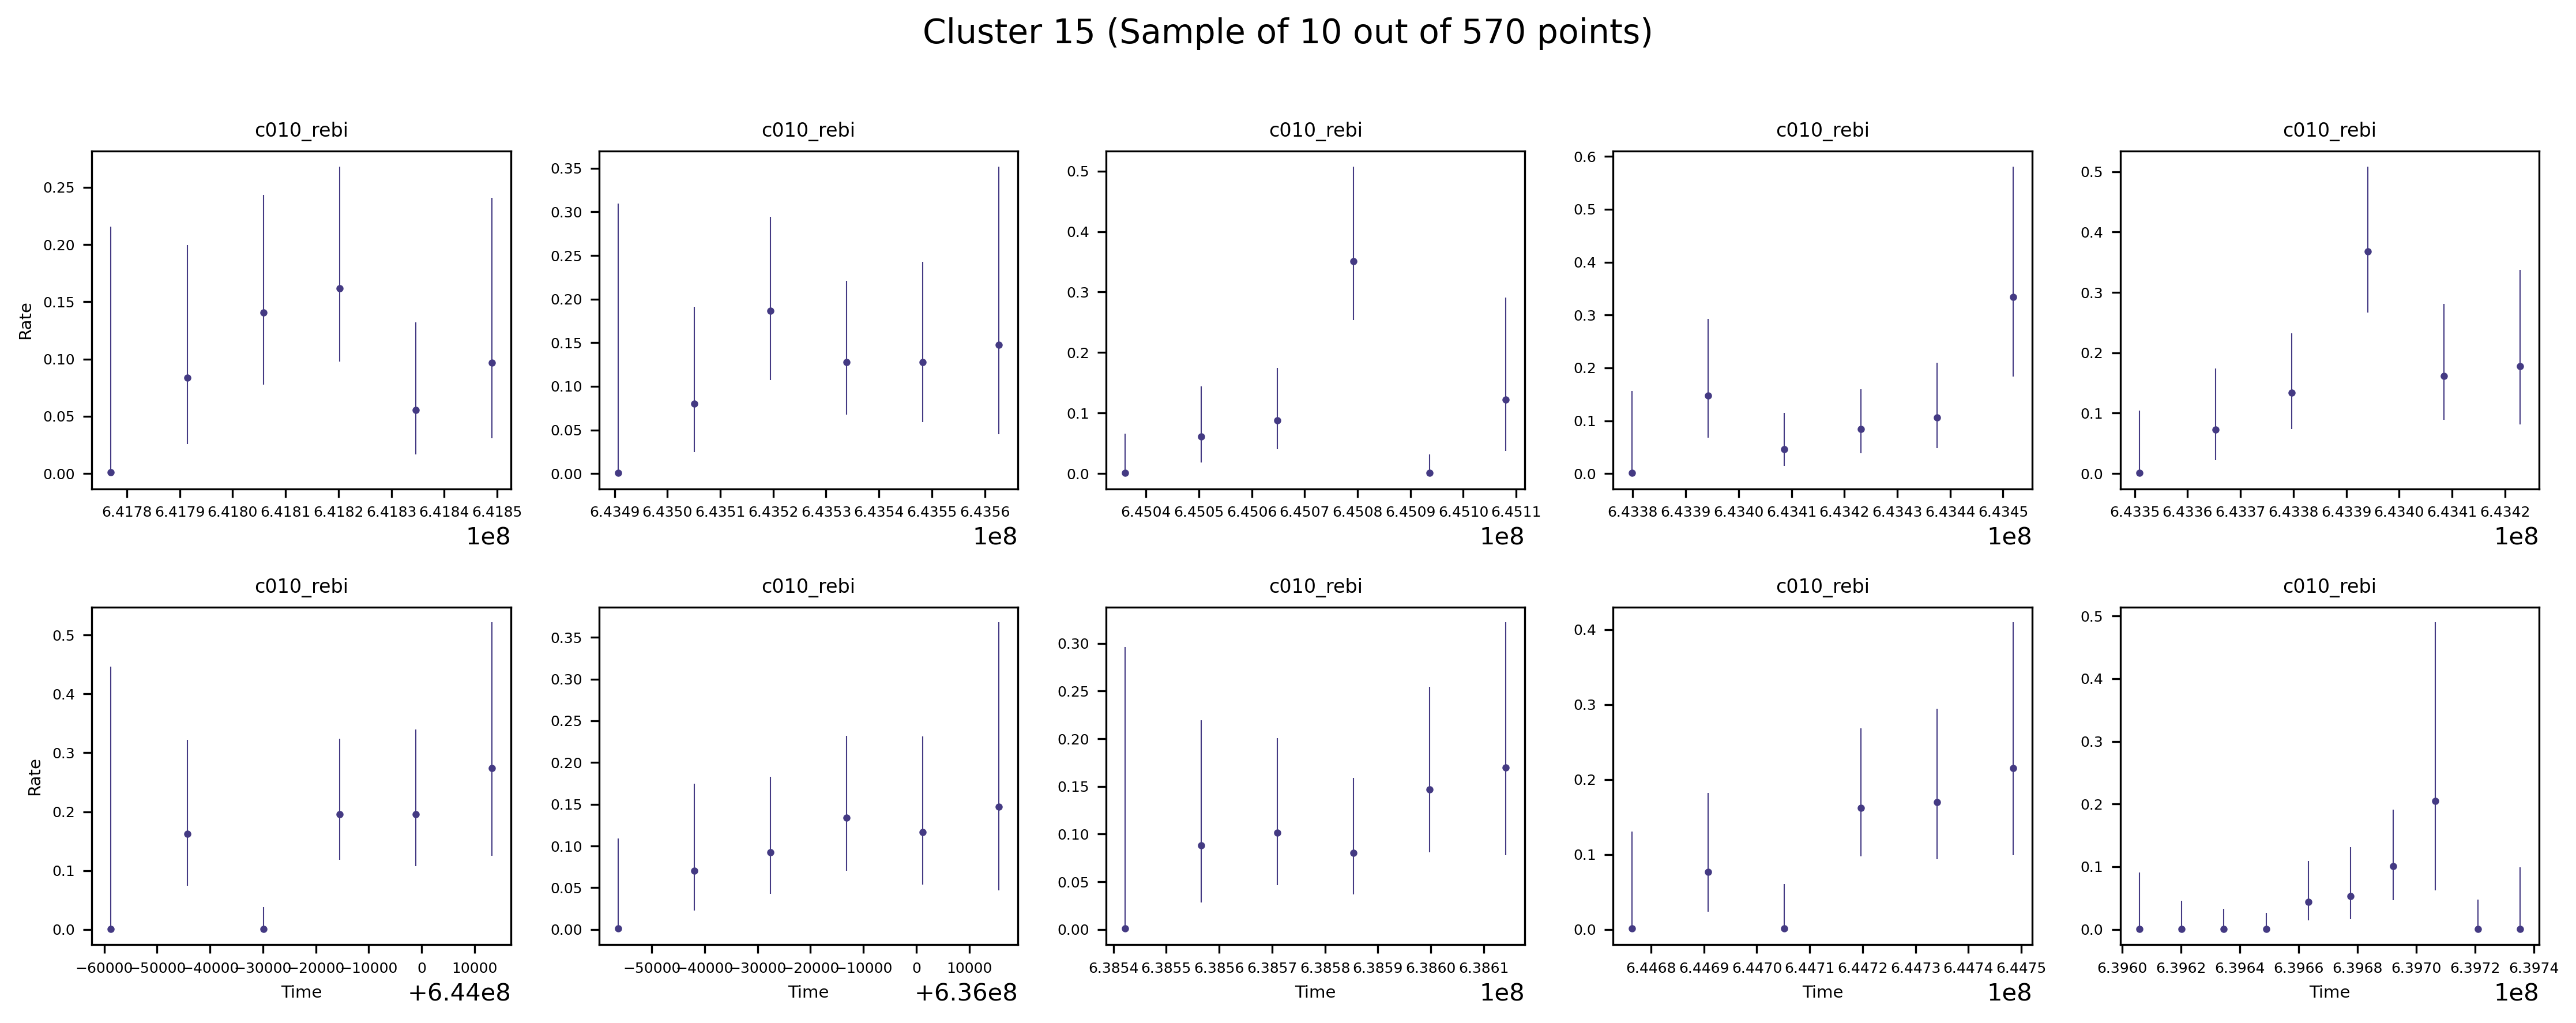 Cluster 15 (Sample of 10 out of 570 points)
c010_rebi c010_rebi c010_rebi c010_rebi c010_rebi
Rate
0.25
0.20
0.15
0.10
0.05
0.00
6.4178 6.4179 6.4180 6.4181 6.4182 6.4183 6.4184 6.4185
1e8
0.35
0.30
0.25
0.20
0.15
0.10
0.05
0.00
6.4349 6.4350 6.4351 6.4352 6.4353 6.4354 6.4355 6.4356
1e8
0.5
0.4
0.3
0.2
0.1
0.0
6.4504 6.4505 6.4506 6.4507 6.4508 6.4509 6.4510 6.4511
1e8
0.6
0.5
0.4
0.3
0.2
0.1
0.0
6.4338 6.4339 6.4340 6.4341 6.4342 6.4343 6.4344 6.4345
1e8
0.5
0.4
0.3
0.2
0.1
0.0
6.4335 6.4336 6.4337 6.4338 6.4339 6.4340 6.4341 6.4342
1e8
c010_rebi c010_rebi c010_rebi c010_rebi c010_rebi
Rate
0.5
0.4
0.3
0.2
0.1
0.0
−60000 −50000 −40000 −30000 −20000 −10000 0 10000
Time +6.44e8
0.35
0.30
0.25
0.20
0.15
0.10
0.05
0.00
−50000 −40000 −30000 −20000 −10000 0 10000
Time +6.36e8
0.30
0.25
0.20
0.15
0.10
0.05
0.00
6.3854 6.3855 6.3856 6.3857 6.3858 6.3859 6.3860 6.3861
Time 1e8
0.4
0.3
0.2
0.1
0.0
6.4468 6.4469 6.4470 6.4471 6.4472 6.4473 6.4474 6.4475
Time 1e8
0.5
0.4
0.3
0.2
0.1
0.0
6.3960 6.3962 6.3964 6.3966 6.3968 6.3970 6.3972 6.3974
Time 1e8